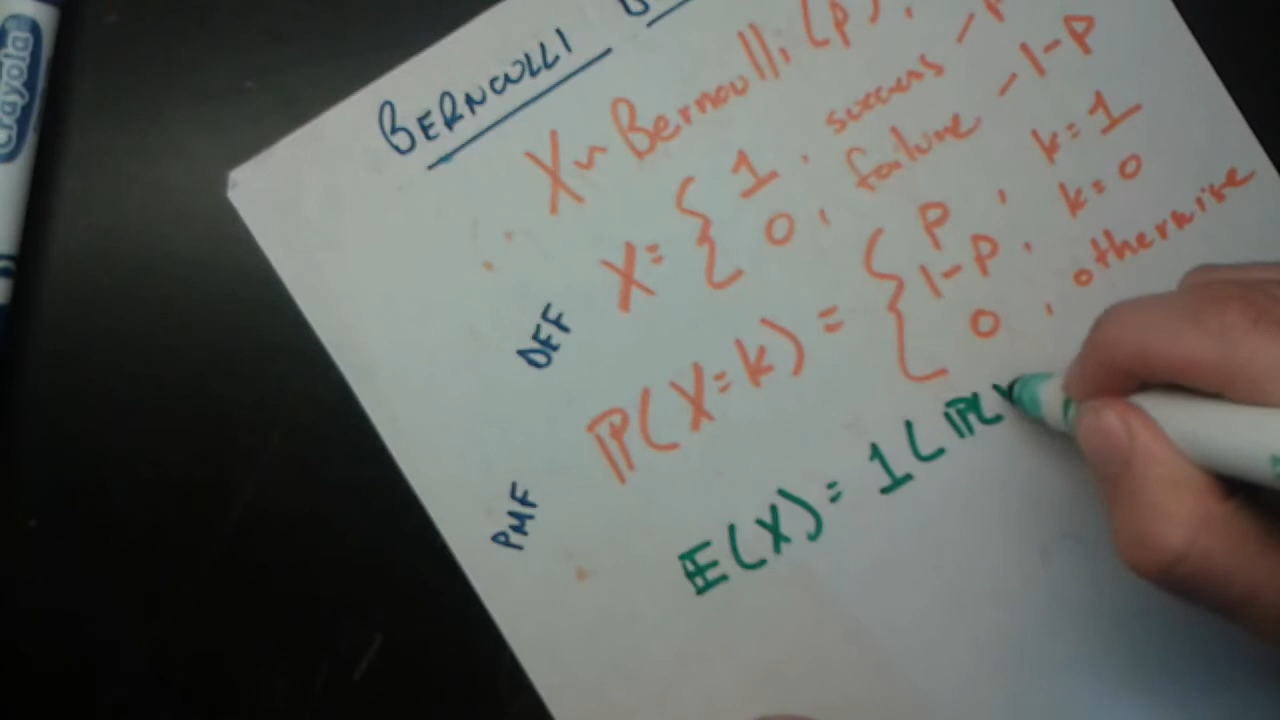 Crayola
BERNOULLI
X ~ Bernoulli (p),
DEF X = { 1, success - P
0, failure - 1-P
PMF ℙ(X=k) = { P, k=1
1-P, k=0
0, otherwise
𝔼(X) = 1(ℙ(